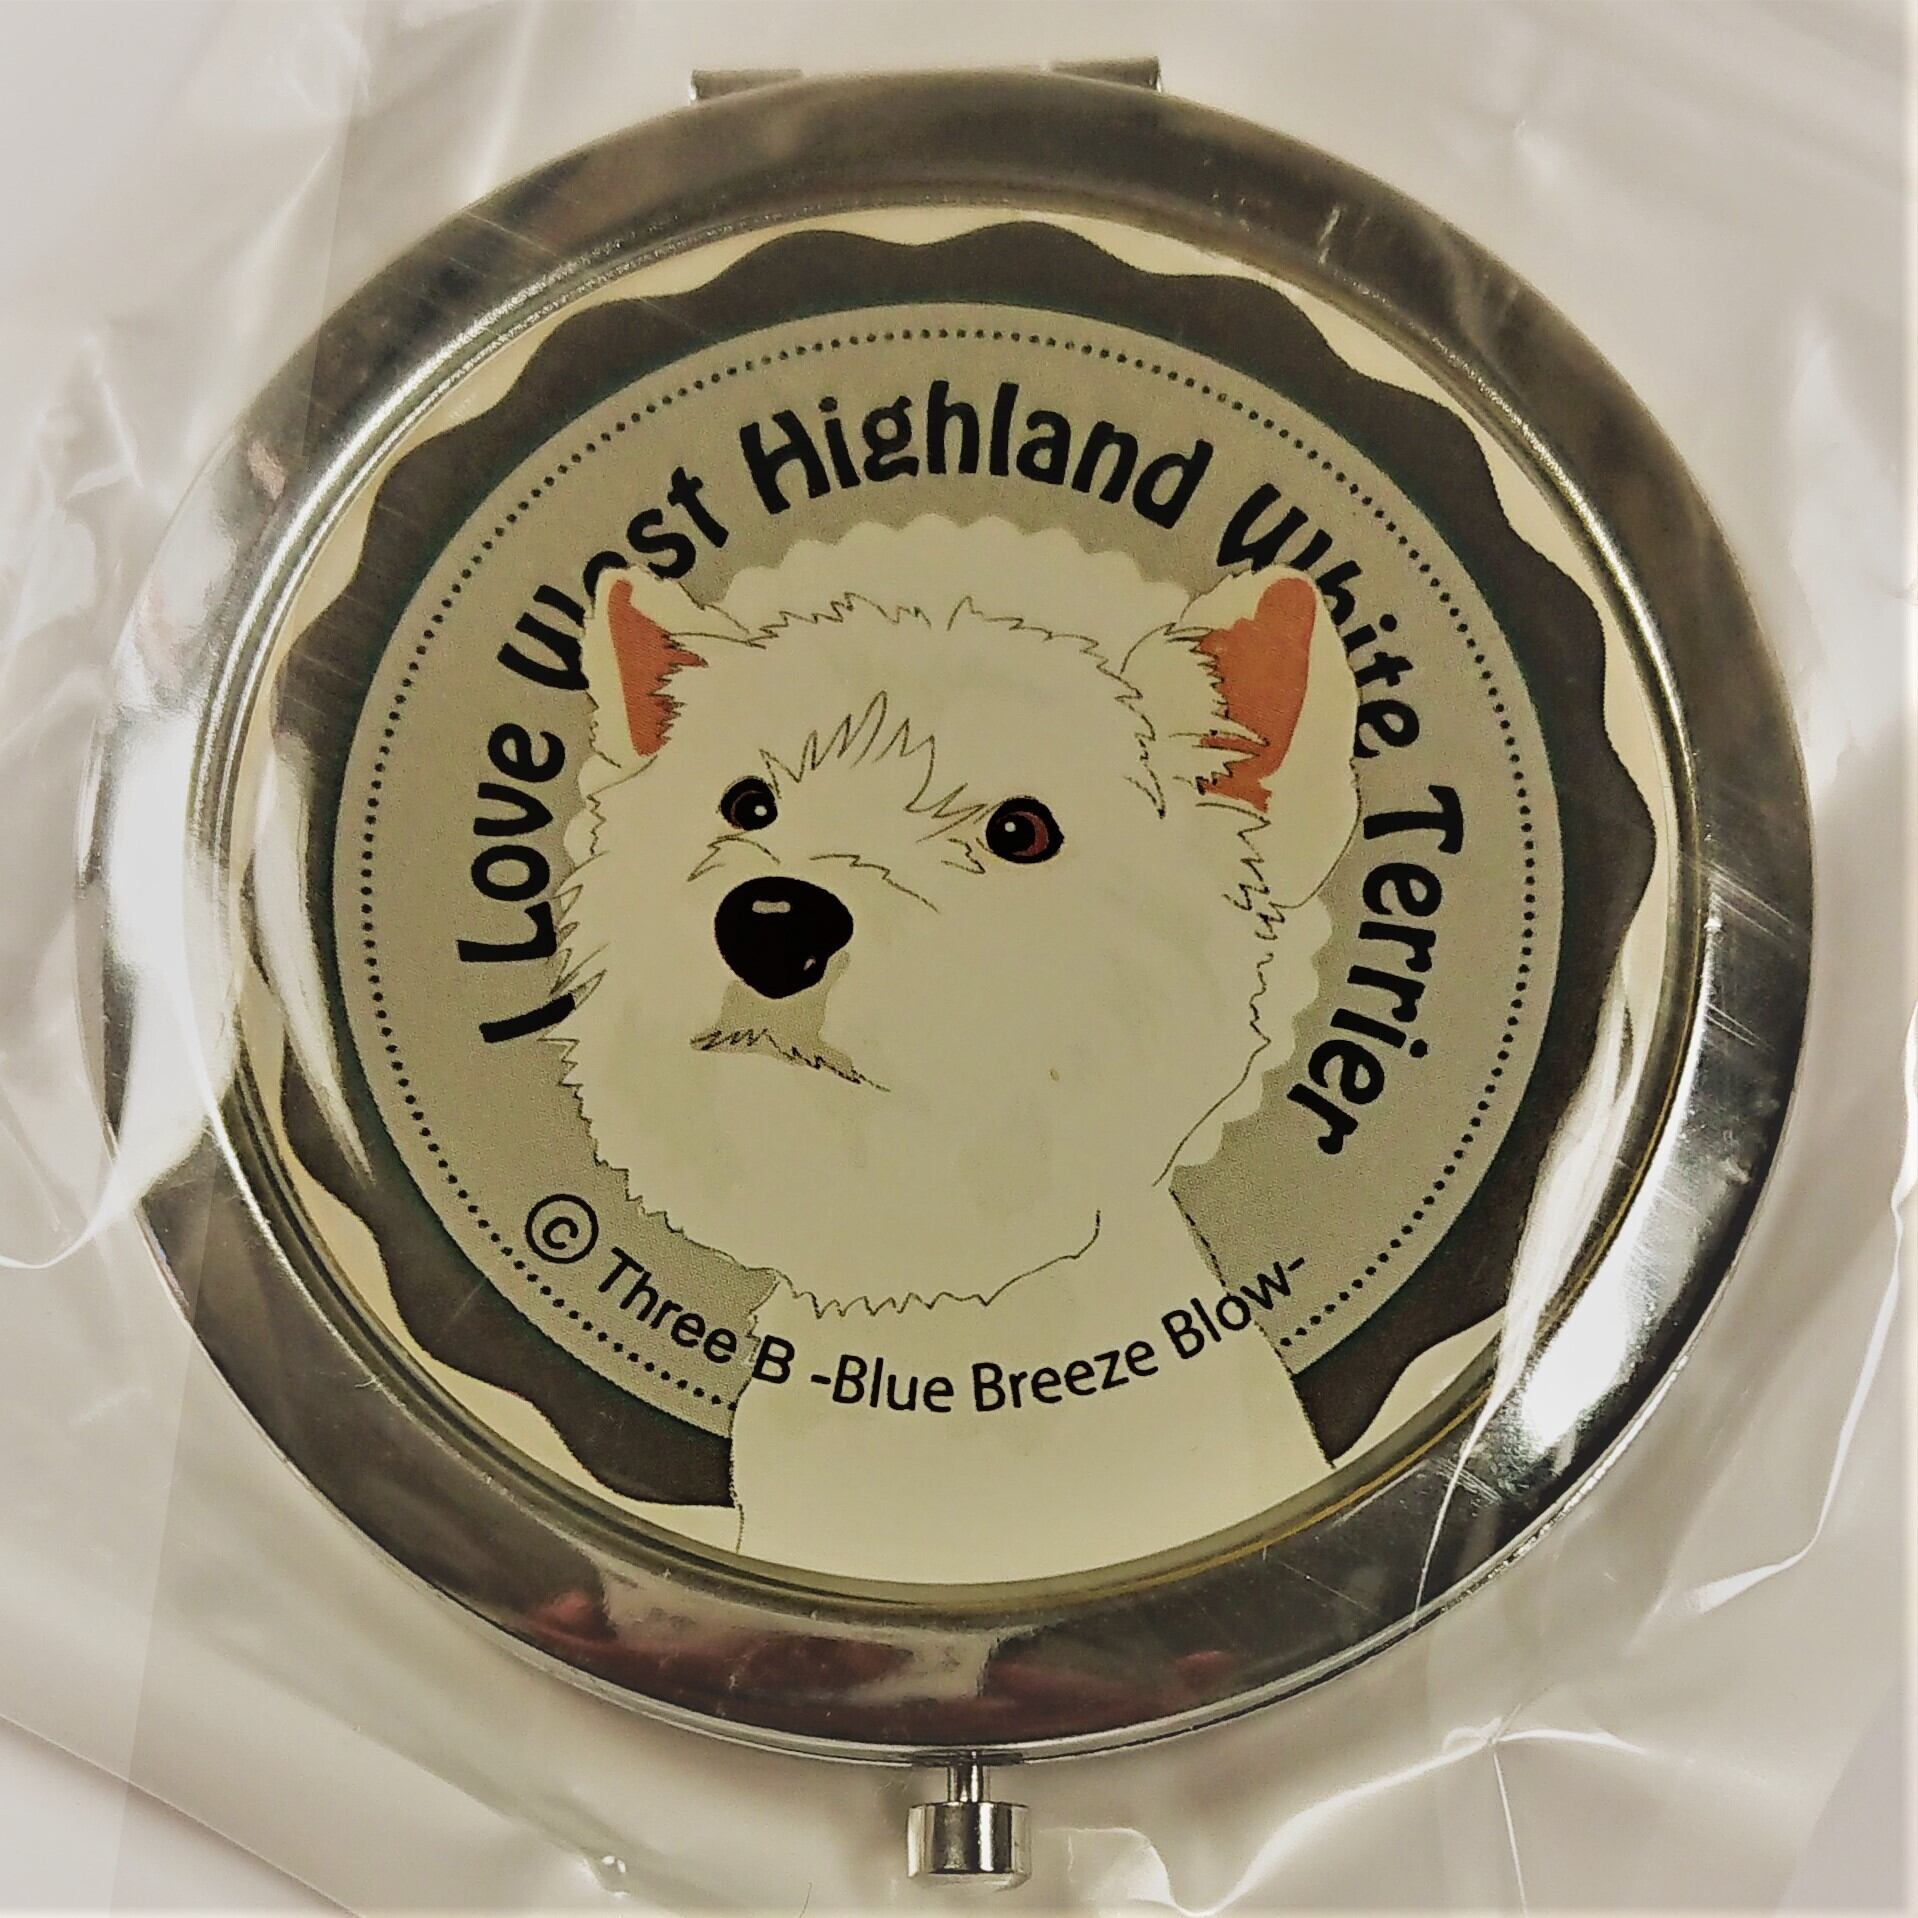 I Love West Highland White Terrier
© Three B -Blue Breeze Blow-